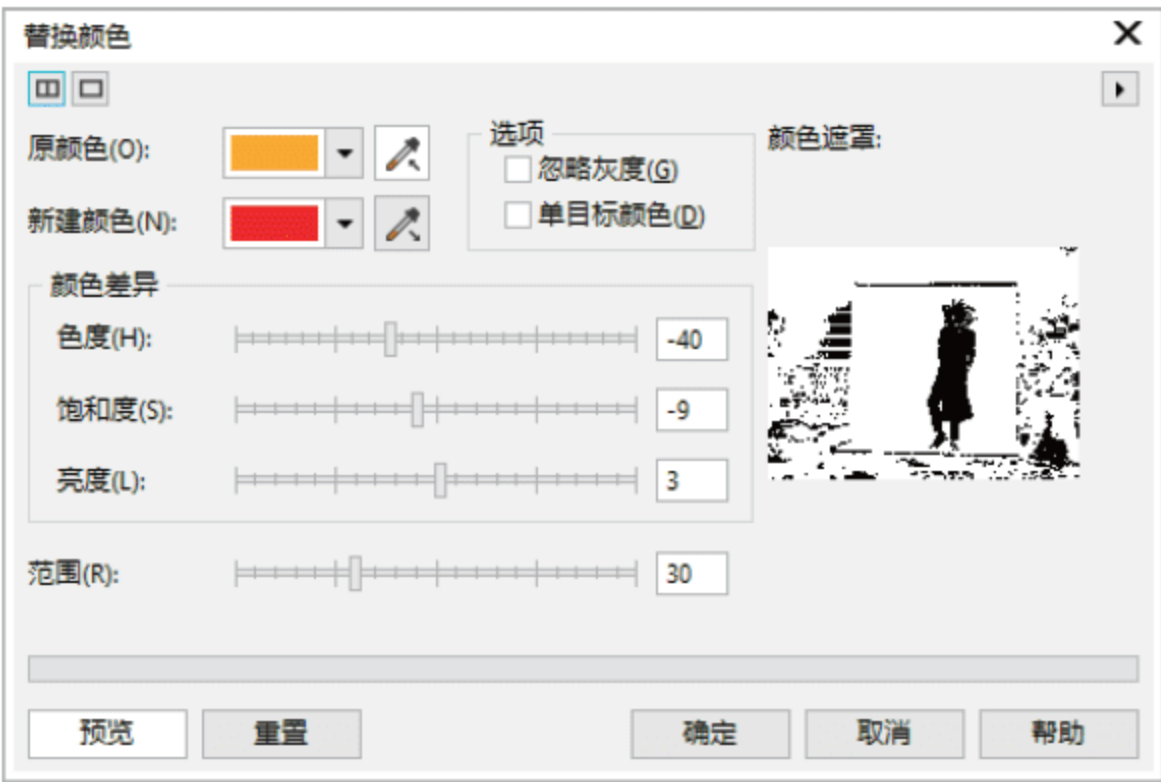 替换颜色
原颜色(O):
选项
颜色遮罩:
忽略灰度(G)
新建颜色(N):
单目标颜色(D)
颜色差异
色度(H):
-40
饱和度(S):
-9
亮度(L):
3
范围(R):
30
预览
重置
确定
取消
帮助